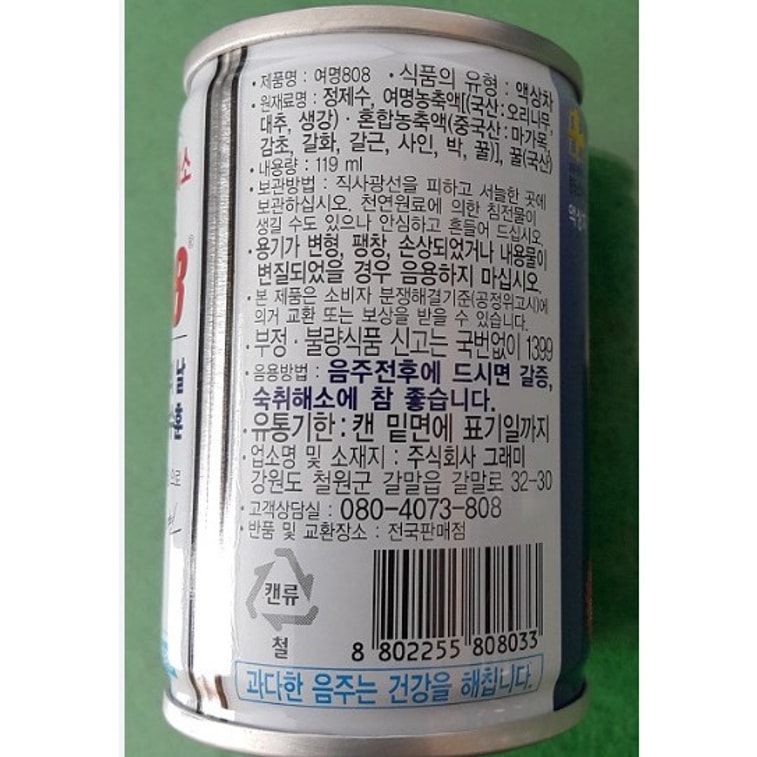 · 제품명 : 여명808 · 식품의 유형 : 액상차
· 원재료명 : 정제수, 여명농축액[(국산:오리나무,
대추, 생강) · 혼합농축액(중국산 : 마가목,
감초, 갈화, 갈근, 사인, 박, 꿀)], 꿀(국산)
· 내용량 : 119 ml
· 보관방법 : 직사광선을 피하고 서늘한 곳에
보관하십시오. 천연원료에 의한 침전물이
생길 수도 있으나 안심하고 흔들어 드십시오.
· 용기가 변형, 팽창, 손상되었거나 내용물이
변질되었을 경우 음용하지 마십시오.
· 본 제품은 소비자 분쟁해결기준(공정위고시)에
의거 교환 또는 보상을 받을 수 있습니다.
· 부정 · 불량식품 신고는 국번없이 1399
· 음용방법 : 음주전후에 드시면 갈증,
숙취해소에 참 좋습니다.
· 유통기한 : 캔 밑면에 표기일까지
· 업소명 및 소재지 : 주식회사 그래미
강원도 철원군 갈말읍 갈말로 32-30
· 고객상담실 : 080-4073-808
· 반품 및 교환장소 : 전국판매점
캔류
철
8 802255 808033
과다한 음주는 건강을 해칩니다.
소
8®
날
환
으로